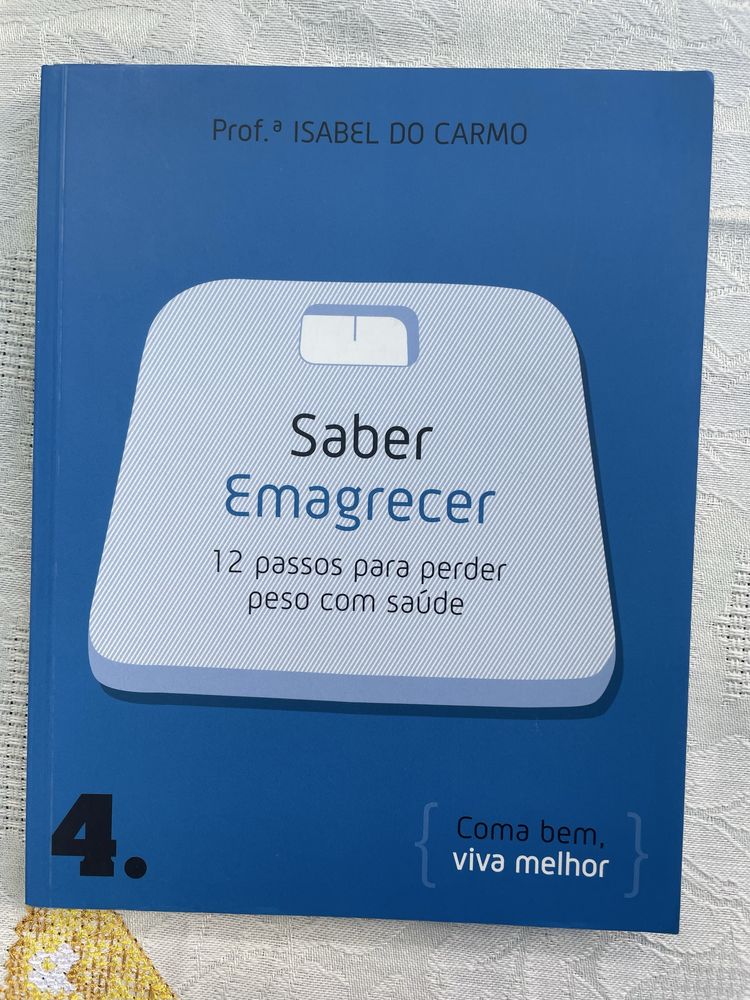 Prof.ª ISABEL DO CARMO
Saber
Emagrecer
12 passos para perder
peso com saúde
4.
Coma bem,
viva melhor